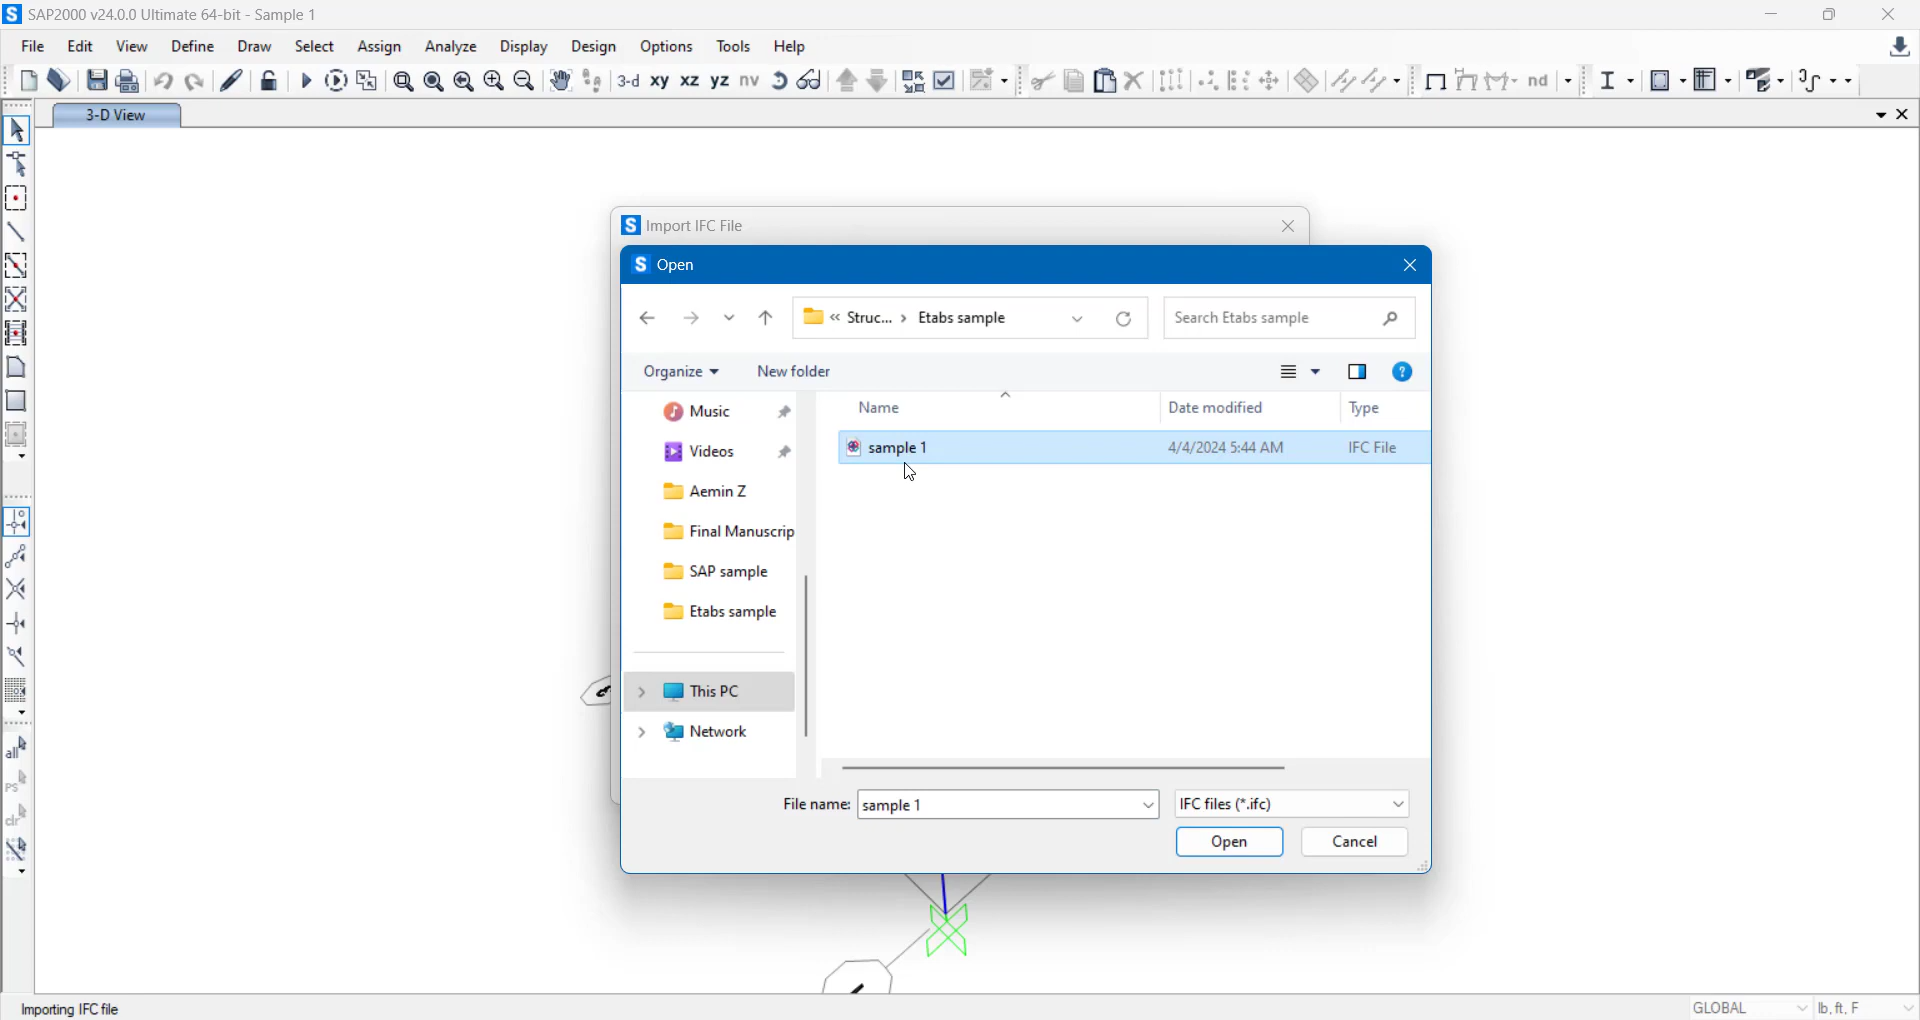 SAP2000 v24.0.0 Ultimate 64-bit - Sample 1
File Edit View Define Draw Select Assign Analyze Display Design Options Tools Help
3-d xy xz yz nv nd
3-D View
Import IFC File
Open
« Struc... › Etabs sample
Search Etabs sample
Organize
New folder
Name Date modified Type
Music
Videos
Aemin Z
Final Manuscrip
SAP sample
Etabs sample
This PC
Network
sample 1 4/4/2024 5:44 AM IFC File
File name: sample 1
IFC files (*.ifc)
Open Cancel
all
ps
clr
Importing IFC file
GLOBAL lb, ft, F